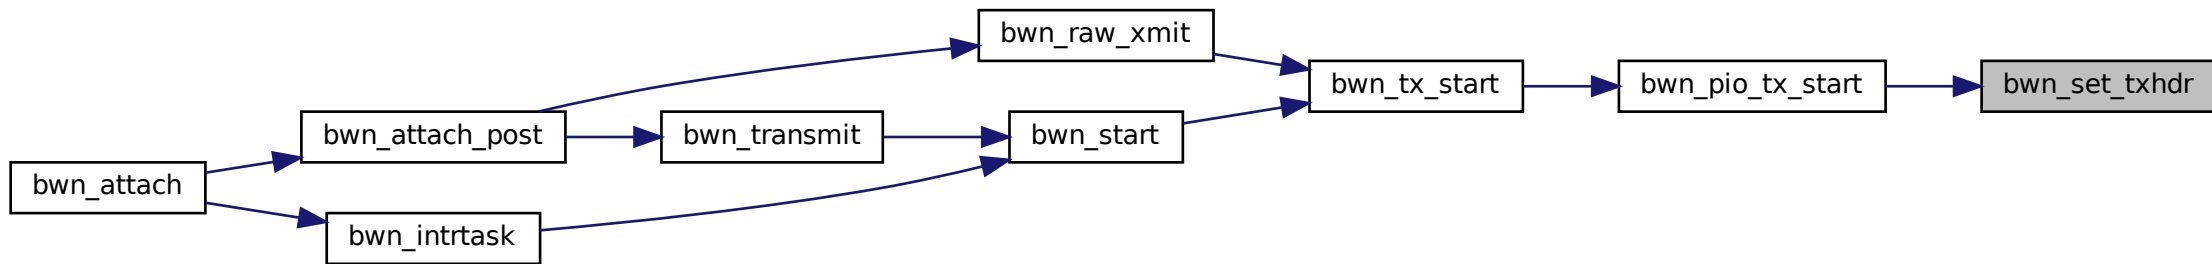 bwn_raw_xmit
bwn_tx_start
bwn_pio_tx_start
bwn_set_txhdr
bwn_attach_post
bwn_transmit
bwn_start
bwn_attach
bwn_intrtask